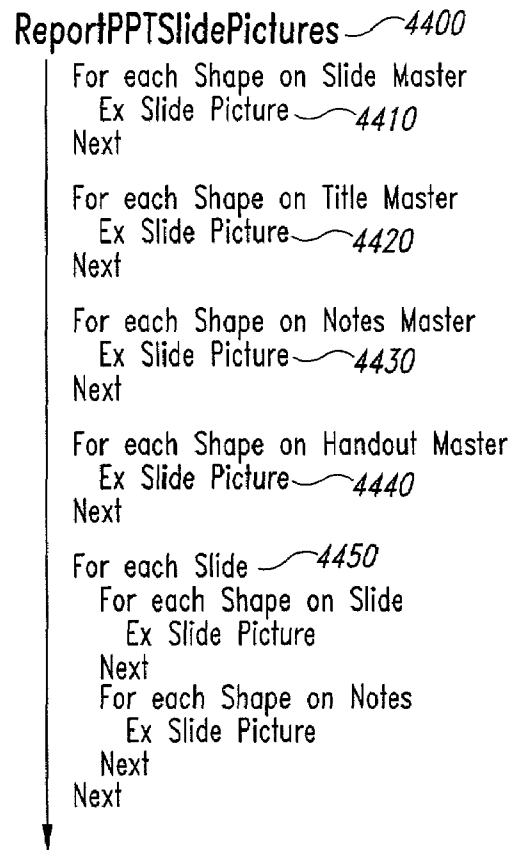 ReportPPTSlidePictures 4400
For each Shape on Slide Master
Ex Slide Picture 4410
Next
For each Shape on Title Master
Ex Slide Picture 4420
Next
For each Shape on Notes Master
Ex Slide Picture 4430
Next
For each Shape on Handout Master
Ex Slide Picture 4440
Next
For each Slide 4450
For each Shape on Slide
Ex Slide Picture
Next
For each Shape on Notes
Ex Slide Picture
Next
Next